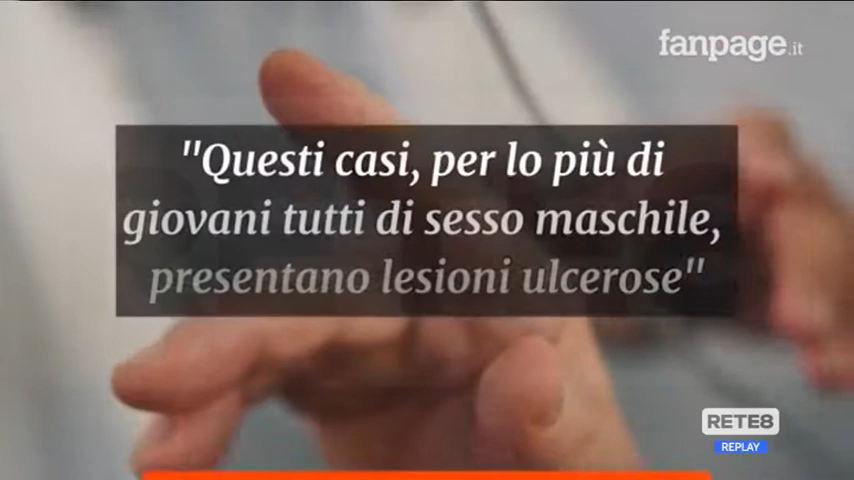 fanpage.it
"Questi casi, per lo più di
giovani tutti di sesso maschile,
presentano lesioni ulcerose"
RETE8
REPLAY